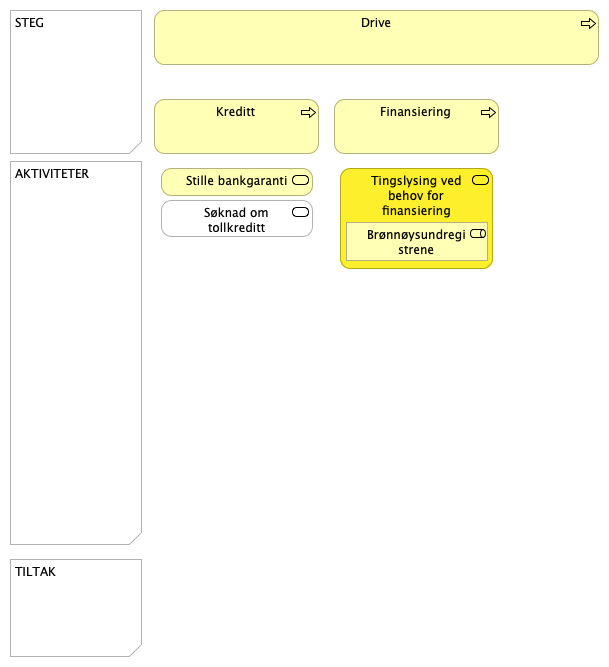 STEG
Drive
Kreditt
Finansiering
AKTIVITETER
Stille bankgaranti
Søknad om
tollkreditt
Tingslysing ved
behov for
finansiering
Brønnøysundregi
strene
TILTAK